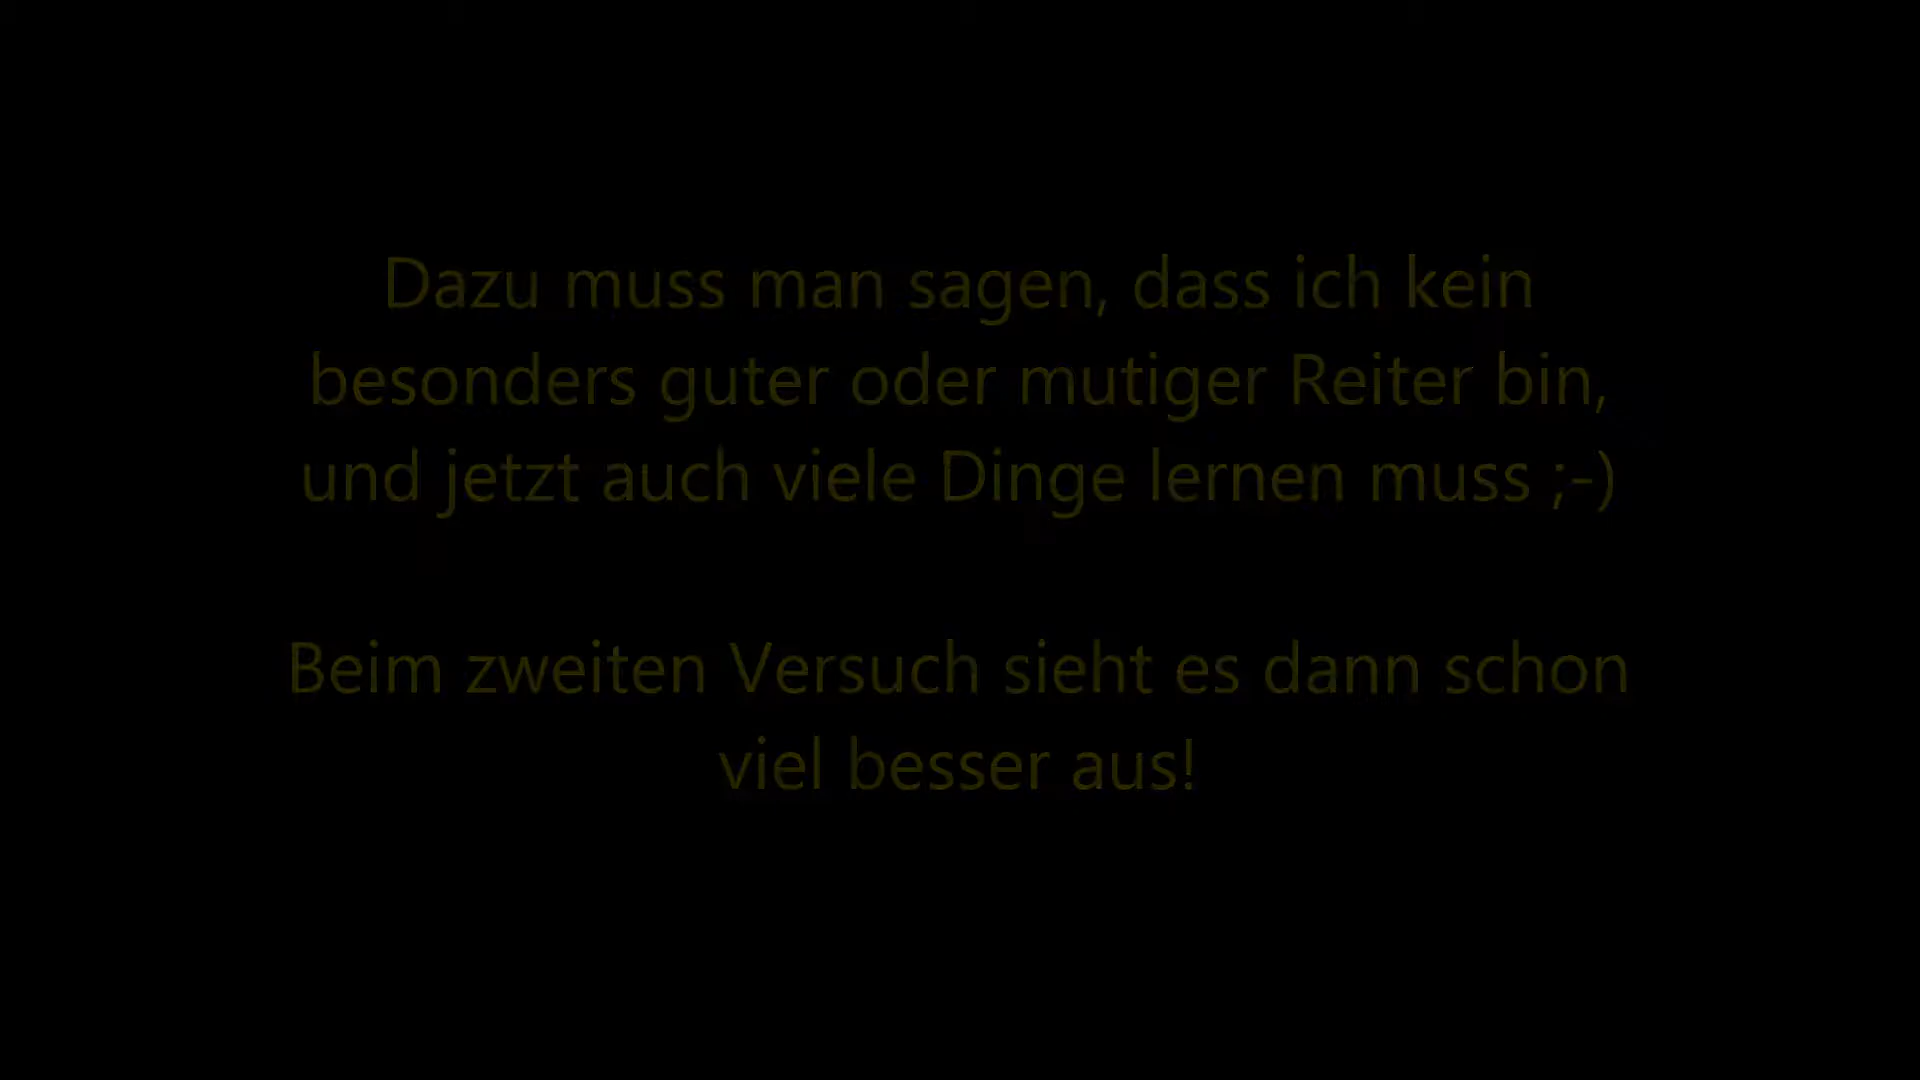 Dazu muss man sagen, dass ich kein
besonders guter oder mutiger Reiter bin,
und jetzt auch viele Dinge lernen muss ;-)
Beim zweiten Versuch sieht es dann schon
viel besser aus!